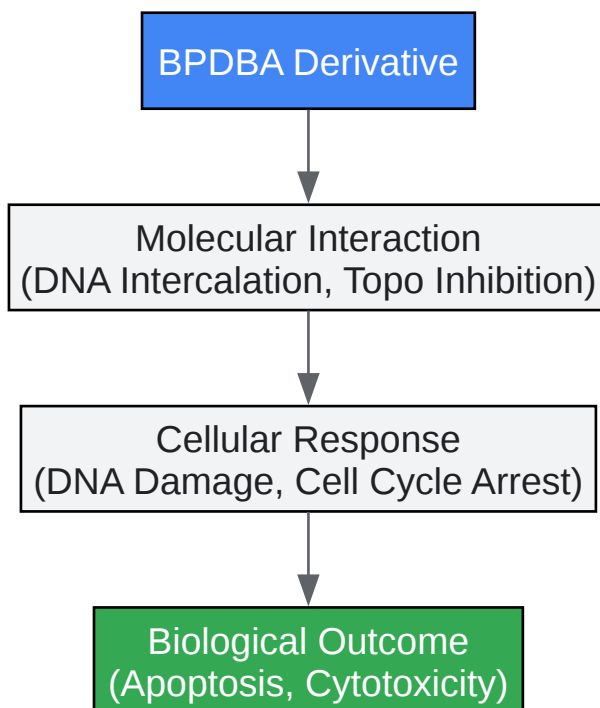 BPDBA Derivative
Molecular Interaction
(DNA Intercalation, Topo Inhibition)
Cellular Response
(DNA Damage, Cell Cycle Arrest)
Biological Outcome
(Apoptosis, Cytotoxicity)